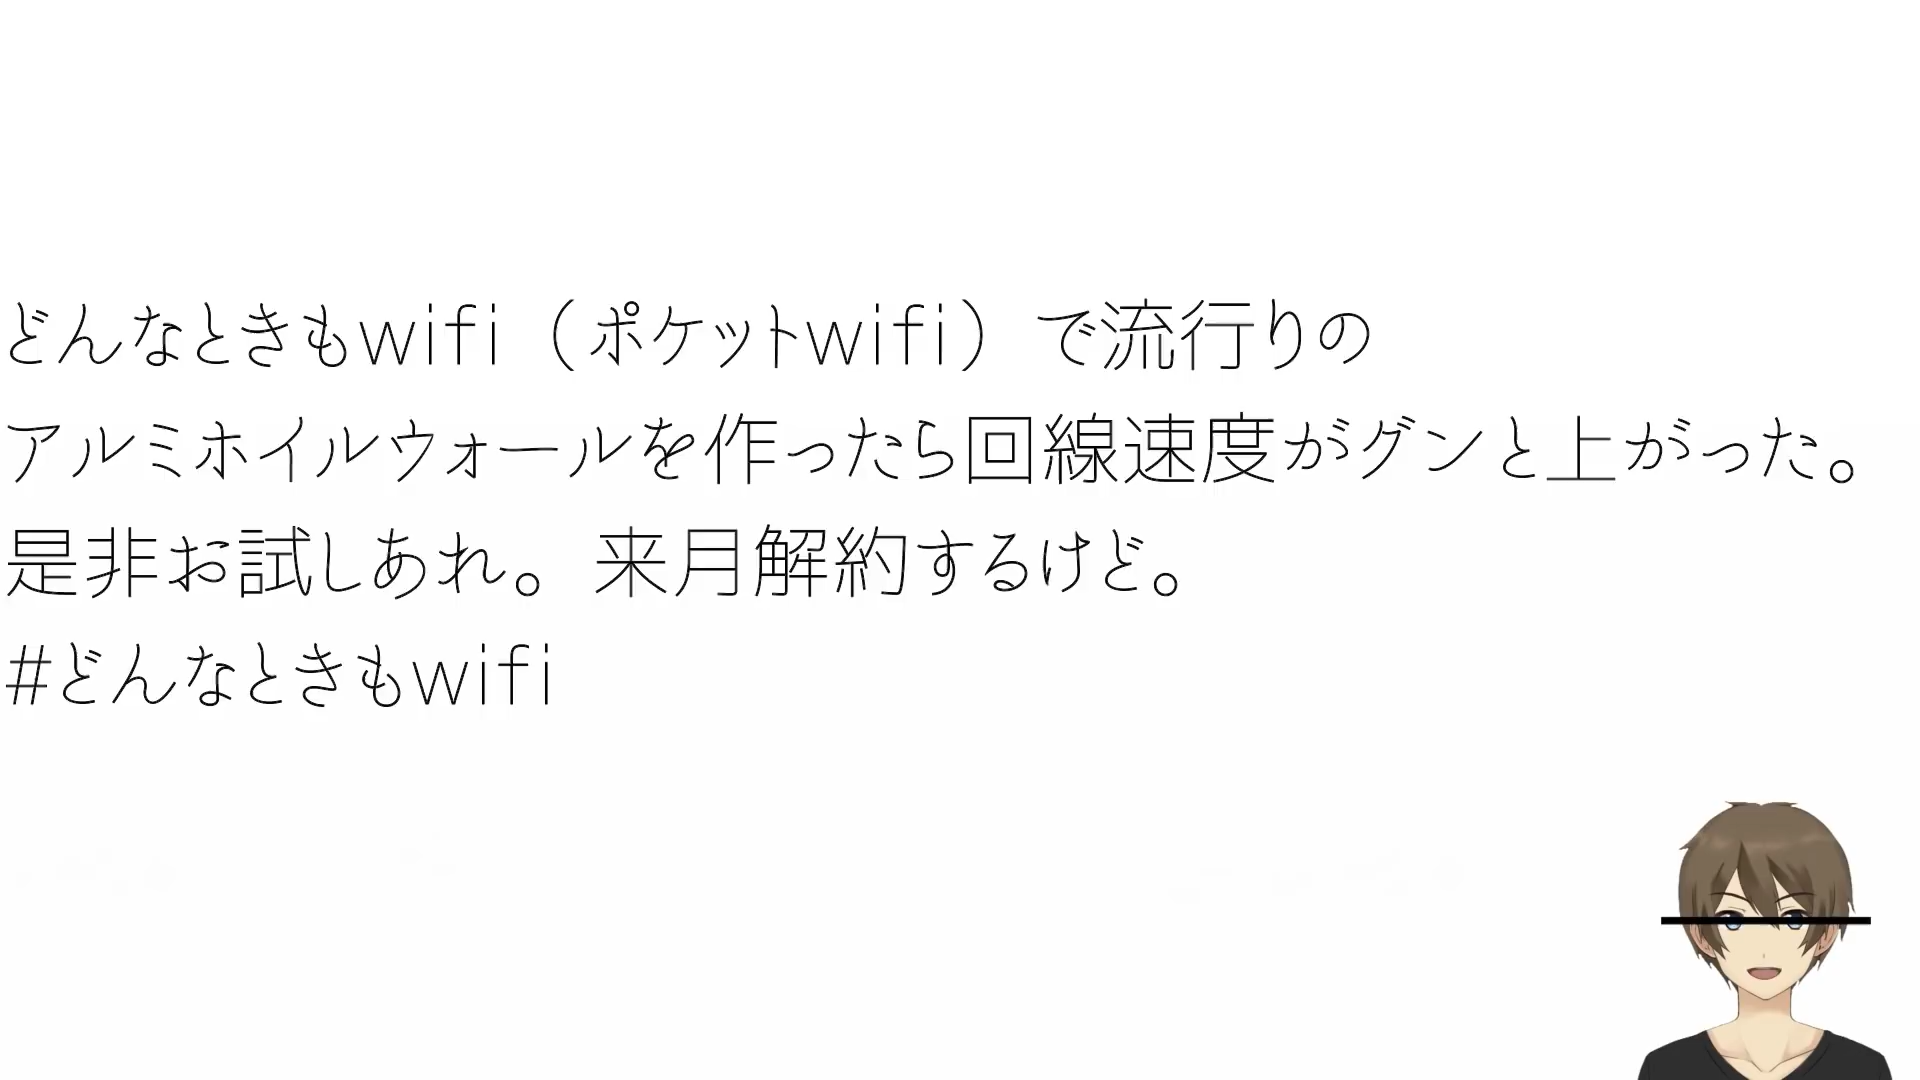 どんなときもwifi（ポケットwifi）で流行りの
アルミホイルウォールを作ったら回線速度がグンと上がった。
是非お試しあれ。来月解約するけど。
#どんなときもwifi